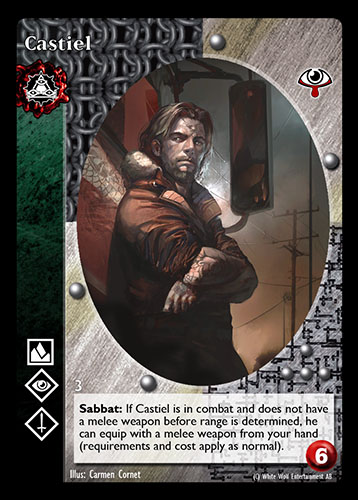 Castiel
3
Sabbat: If Castiel is in combat and does not have
a melee weapon before range is determined, he
can equip with a melee weapon from your hand
(requirements and cost apply as normal).
6
Illus: Carmen Cornet
(C) White Wolf Entertainment AB